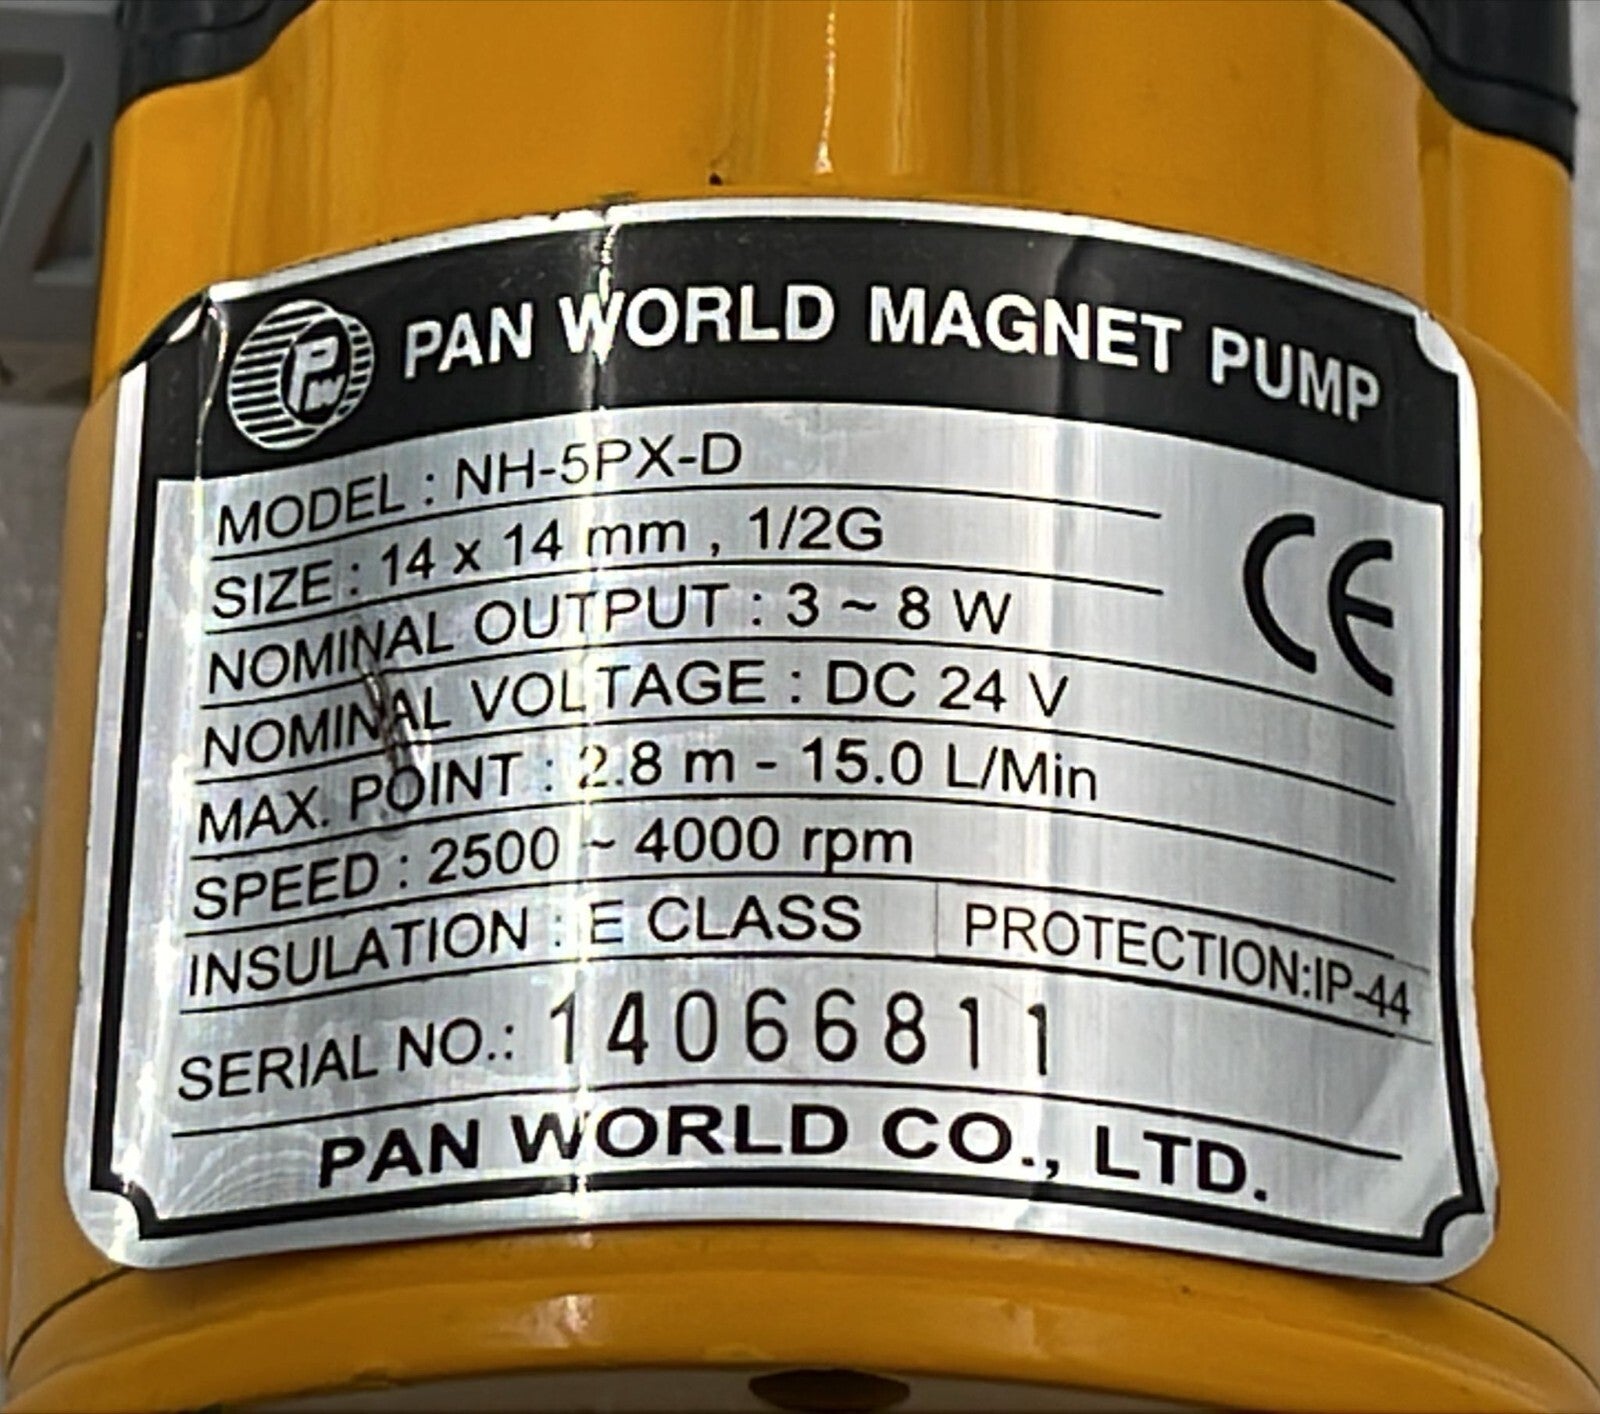 PW PAN WORLD MAGNET PUMP
MODEL : NH-5PX-D
SIZE : 14 x 14 mm , 1/2G
CE
NOMINAL OUTPUT : 3 ~ 8 W
NOMINAL VOLTAGE : DC 24 V
MAX. POINT : 2.8 m - 15.0 L/Min
SPEED : 2500 ~ 4000 rpm
INSULATION : E CLASS PROTECTION:IP-44
SERIAL NO.: 14066811
PAN WORLD CO., LTD.